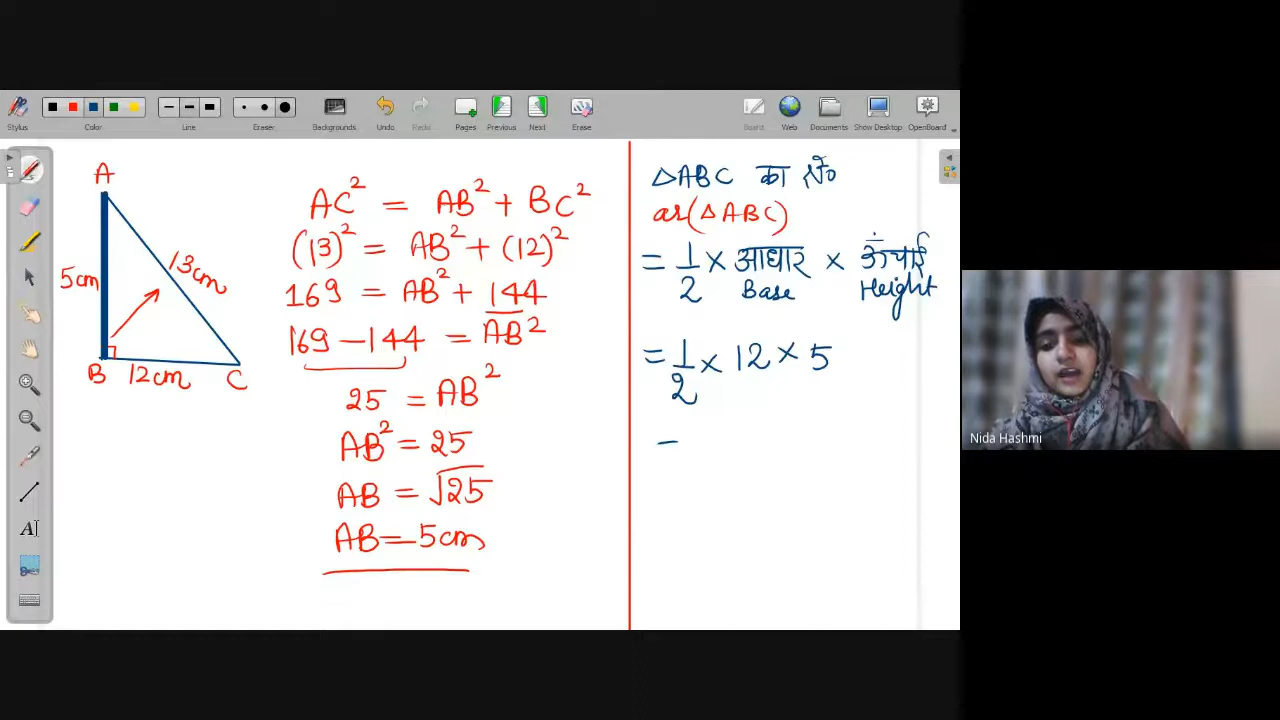 Stylus
Color
Line
Eraser
Backgrounds
Undo
Redo
Pages
Previous
Next
Erase
Board
Web
Documents
Show Desktop
OpenBoard
A
5cm
13cm
B
12cm
C
AC² = AB² + BC²
(13)² = AB² + (12)²
169 = AB² + 144
169 − 144 = AB²
25 = AB²
AB² = 25
AB = √25
AB = 5cm
△ABC का क्षे०
ar(△ABC)
= 1/2 × आधार × ऊंचाई
Base Height
= 1/2 × 12 × 5
=
Nida Hashmi